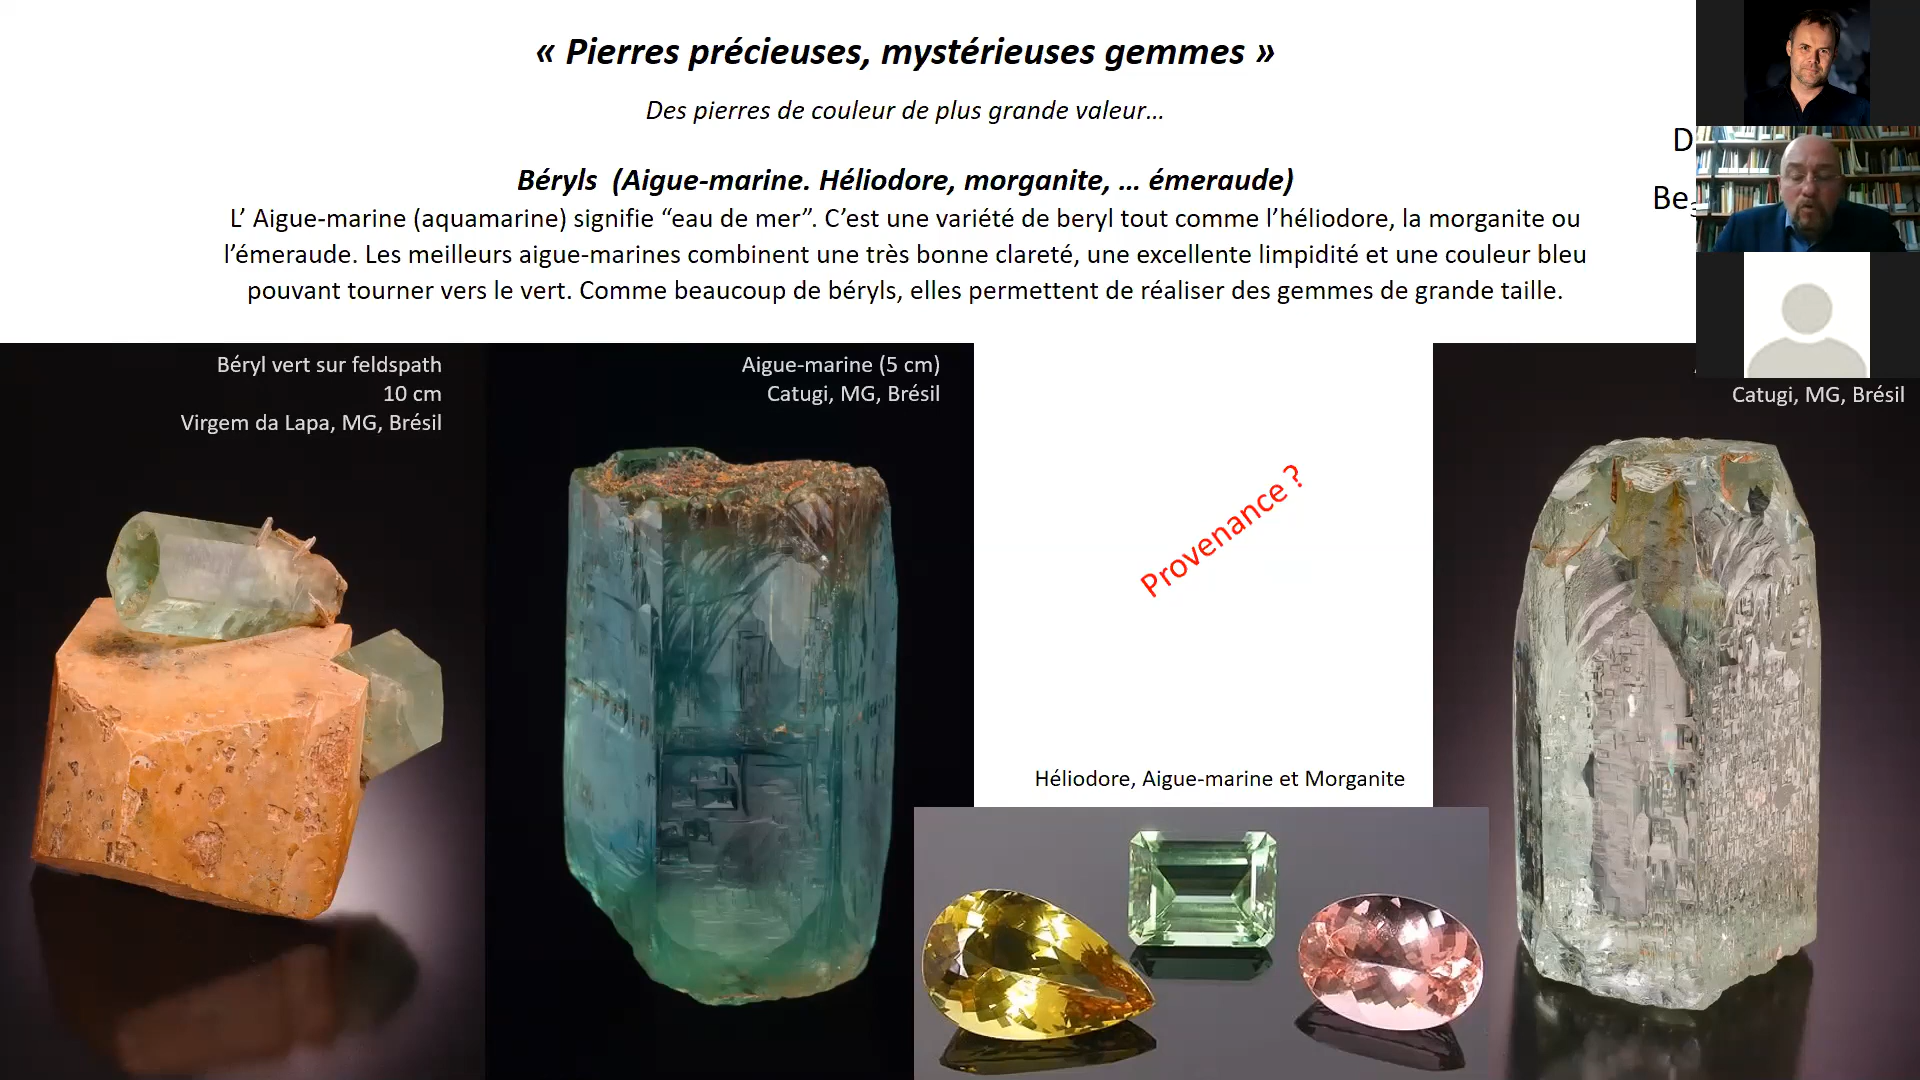 « Pierres précieuses, mystérieuses gemmes »
Des pierres de couleur de plus grande valeur...
Béryls (Aigue-marine. Héliodore, morganite, ... émeraude)
L’ Aigue-marine (aquamarine) signifie “eau de mer”. C’est une variété de beryl tout comme l’héliodore, la morganite ou
l’émeraude. Les meilleurs aigue-marines combinent une très bonne clareté, une excellente limpidité et une couleur bleu
pouvant tourner vers le vert. Comme beaucoup de béryls, elles permettent de réaliser des gemmes de grande taille.
D
Be
Béryl vert sur feldspath
10 cm
Virgem da Lapa, MG, Brésil
Aigue-marine (5 cm)
Catugi, MG, Brésil
Provenance ?
Héliodore, Aigue-marine et Morganite
Catugi, MG, Brésil